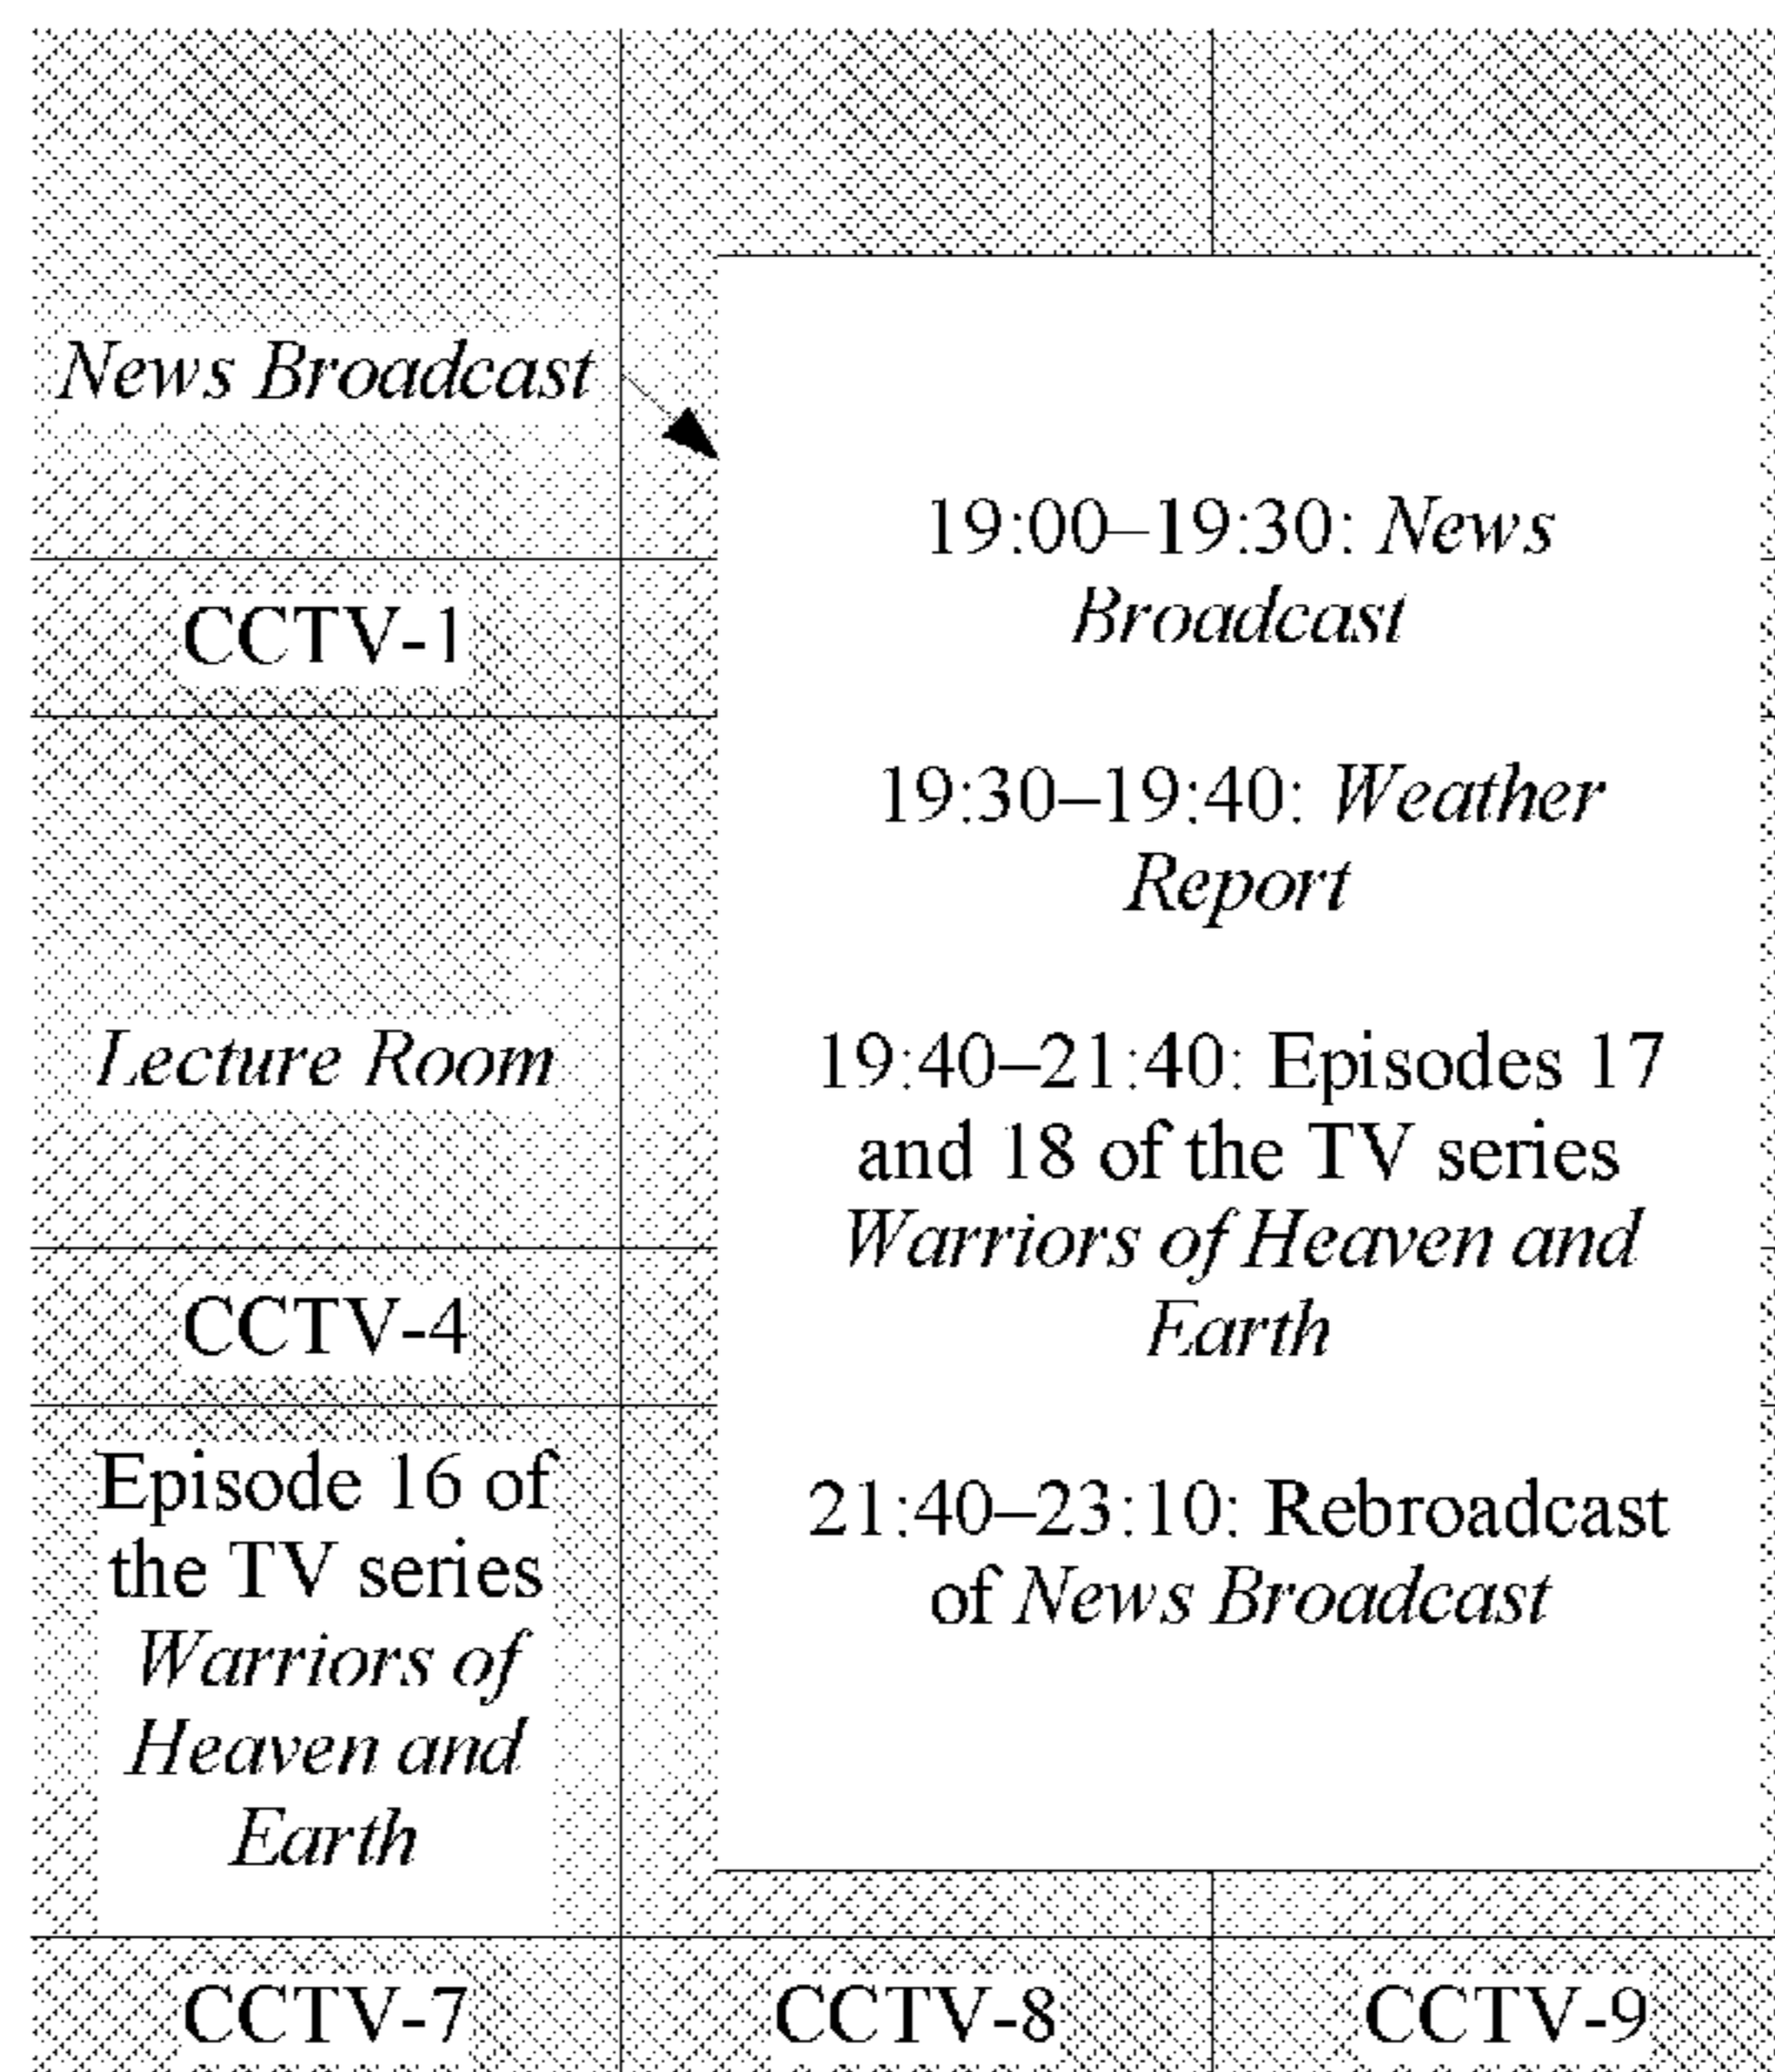 News Broadcast
CCTV-1
Lecture Room
CCTV-4
Episode 16 of
the TV series
Warriors of
Heaven and
Earth
CCTV-7
19:00–19:30: News
Broadcast
19:30–19:40: Weather
Report
19:40–21:40: Episodes 17
and 18 of the TV series
Warriors of Heaven and
Earth
21:40–23:10: Rebroadcast
of News Broadcast
CCTV-8
CCTV-9